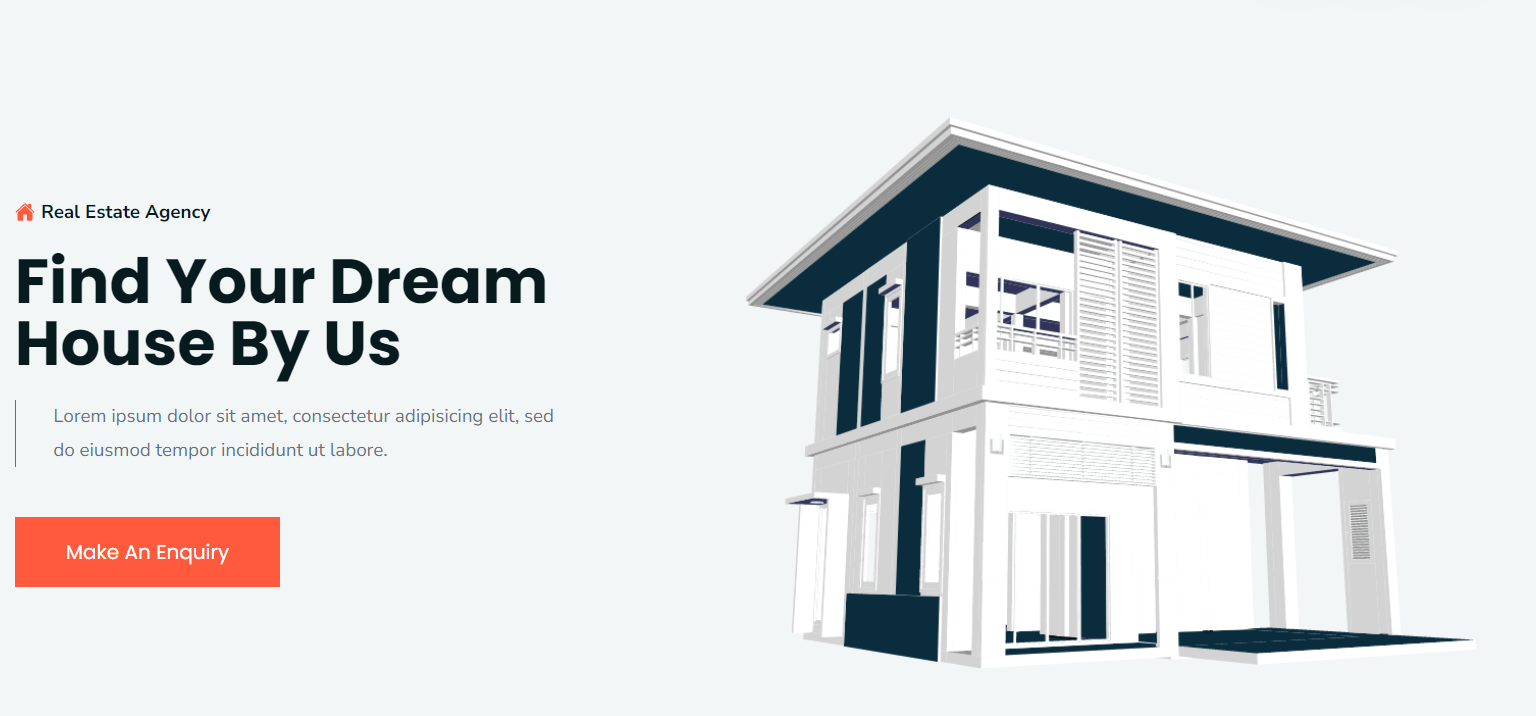 Real Estate Agency
Find Your Dream
House By Us
Lorem ipsum dolor sit amet, consectetur adipisicing elit, sed
do eiusmod tempor incididunt ut labore.
Make An Enquiry